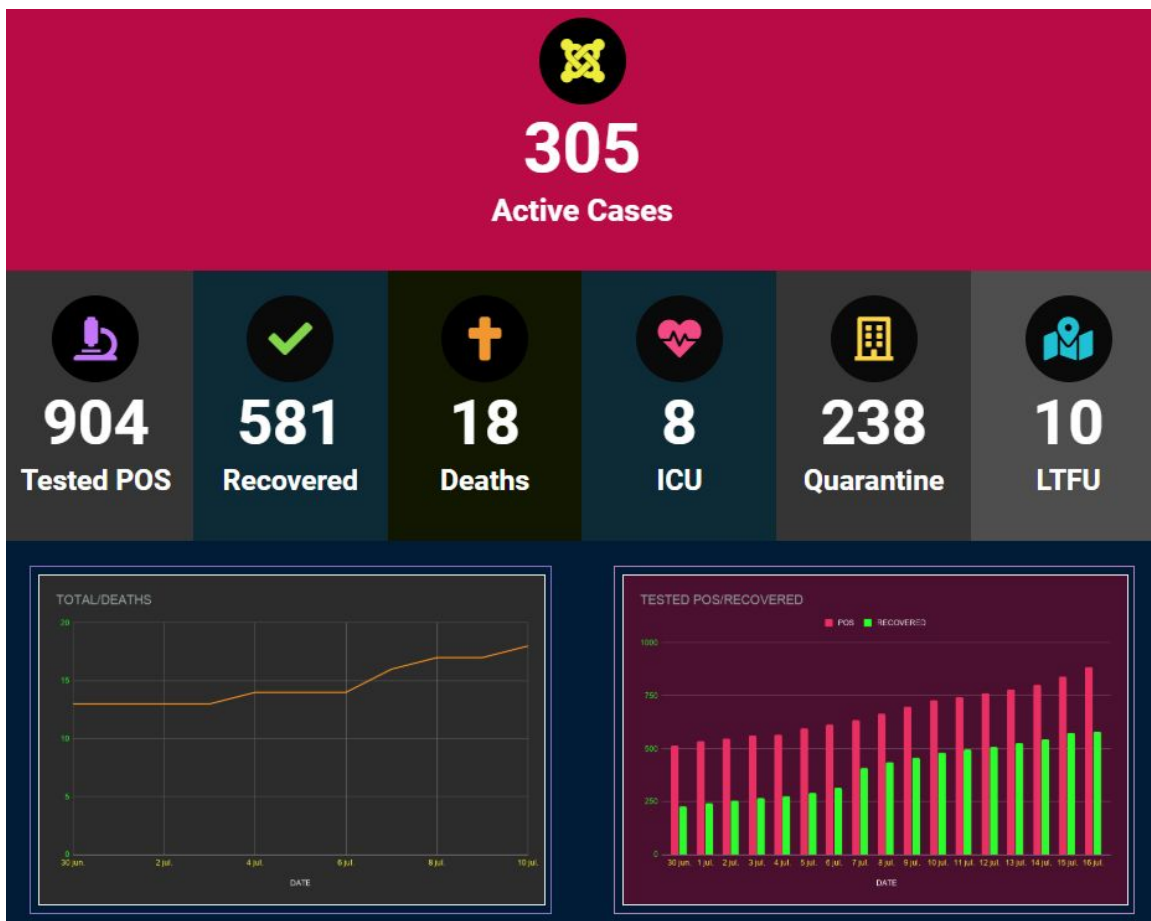 305
Active Cases
904
Tested POS
581
Recovered
18
Deaths
8
ICU
238
Quarantine
10
LTFU
TOTAL/DEATHS
20
15
10
5
0
30 jun. 2 jul. 4 jul. 6 jul. 8 jul. 10 jul.
DATE
TESTED POS/RECOVERED
POS RECOVERED
1000
750
500
250
0
30 jun. 1 jul. 2 jul. 3 jul. 4 jul. 5 jul. 6 jul. 7 jul. 8 jul. 9 jul. 10 jul. 11 jul. 12 jul. 13 jul. 14 jul. 15 jul. 16 jul.
DATE